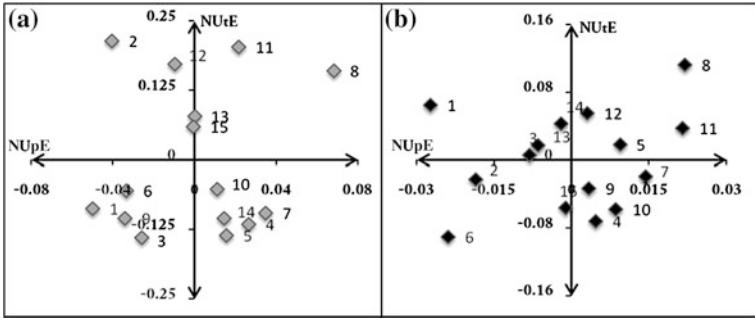 (a) 0.25 NUtE
2 12 11 8
0.125
13
15
NUpE 0
-0.08 -0.04 0 0.04 0.08
6 10
1 9 -0.125 14 7
3 5 4
-0.25
(b) 0.16 NUtE
8
1 0.08 14 12
11
3 13 5
NUpE 0
-0.03 -0.015 0 0.015 0.03
2 15 9 7
10
6 -0.08 4
-0.16